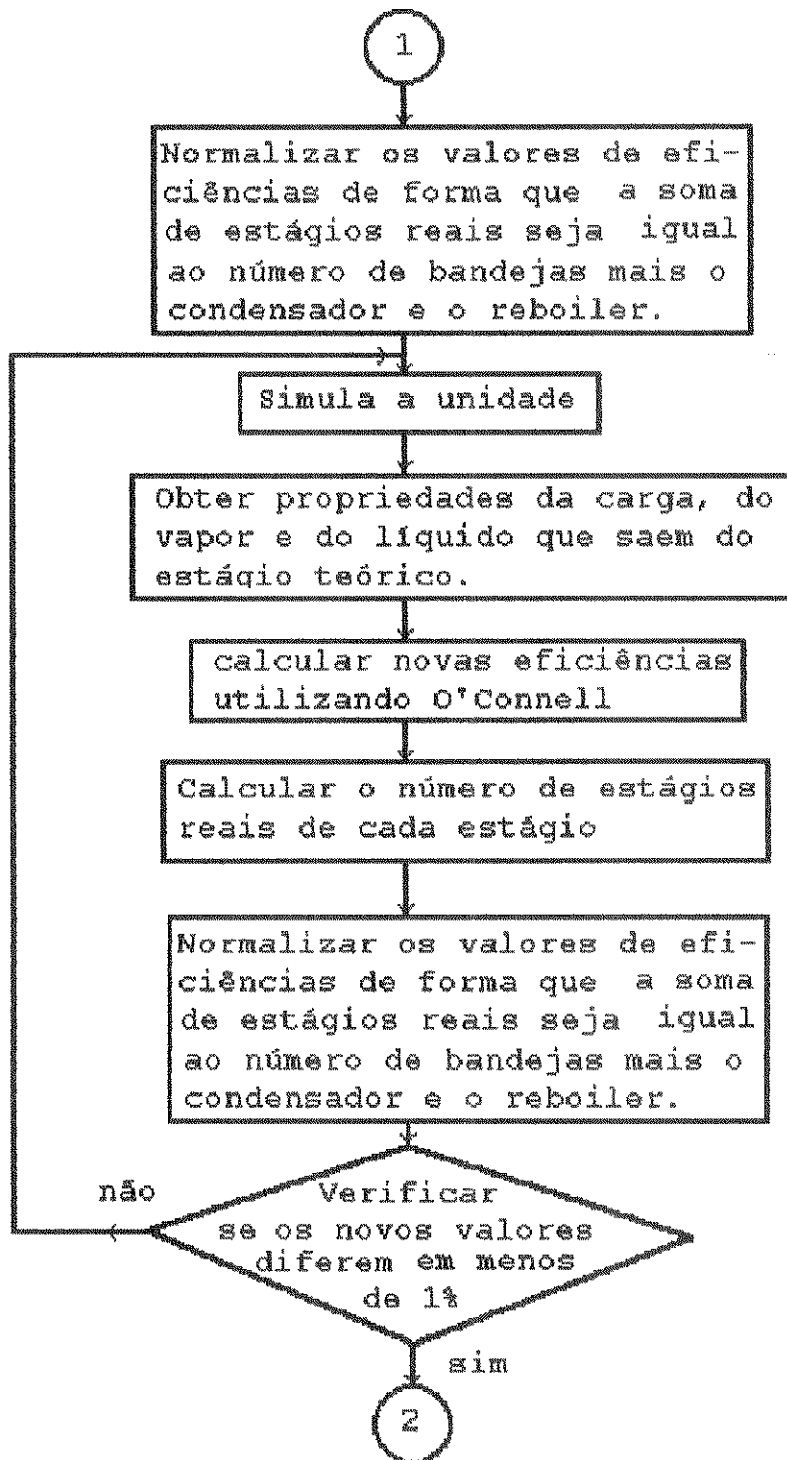 1
Normalizar os valores de efi-
ciências de forma que a soma
de estágios reais seja igual
ao número de bandejas mais o
condensador e o reboiler.
Simula a unidade
Obter propriedades da carga, do
vapor e do líquido que saem do
estágio teórico.
calcular novas eficiências
utilizando O'Connell
Calcular o número de estágios
reais de cada estágio
Normalizar os valores de efi-
ciências de forma que a soma
de estágios reais seja igual
ao número de bandejas mais o
condensador e o reboiler.
não
Verificar
se os novos valores
diferem em menos
de 1%
sim
2